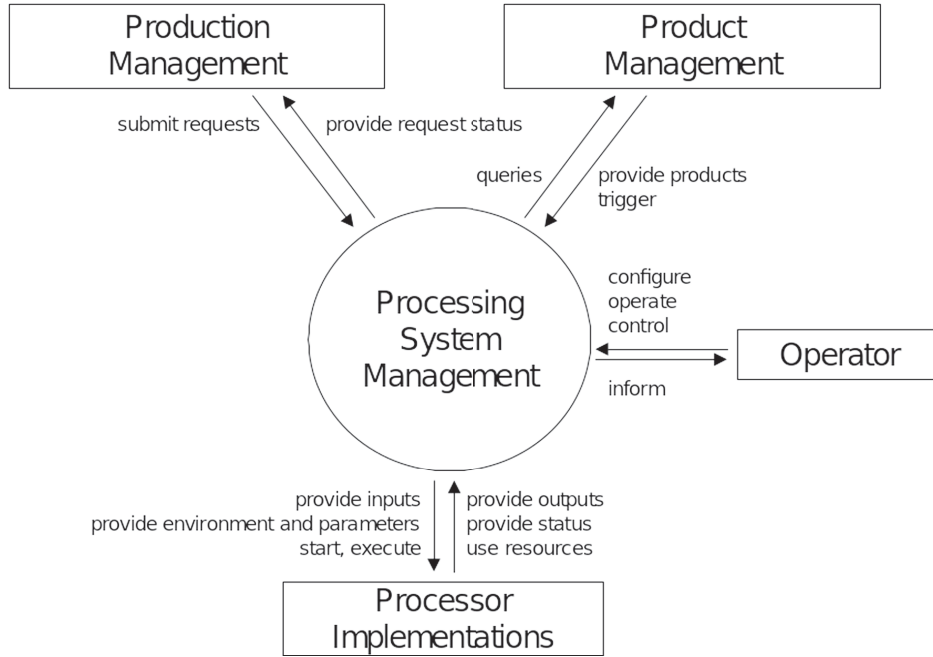 Production
Management
Product
Management
submit requests
provide request status
queries
provide products
trigger
Processing
System
Management
configure
operate
control
Operator
inform
provide inputs
provide environment and parameters
start, execute
provide outputs
provide status
use resources
Processor
Implementations